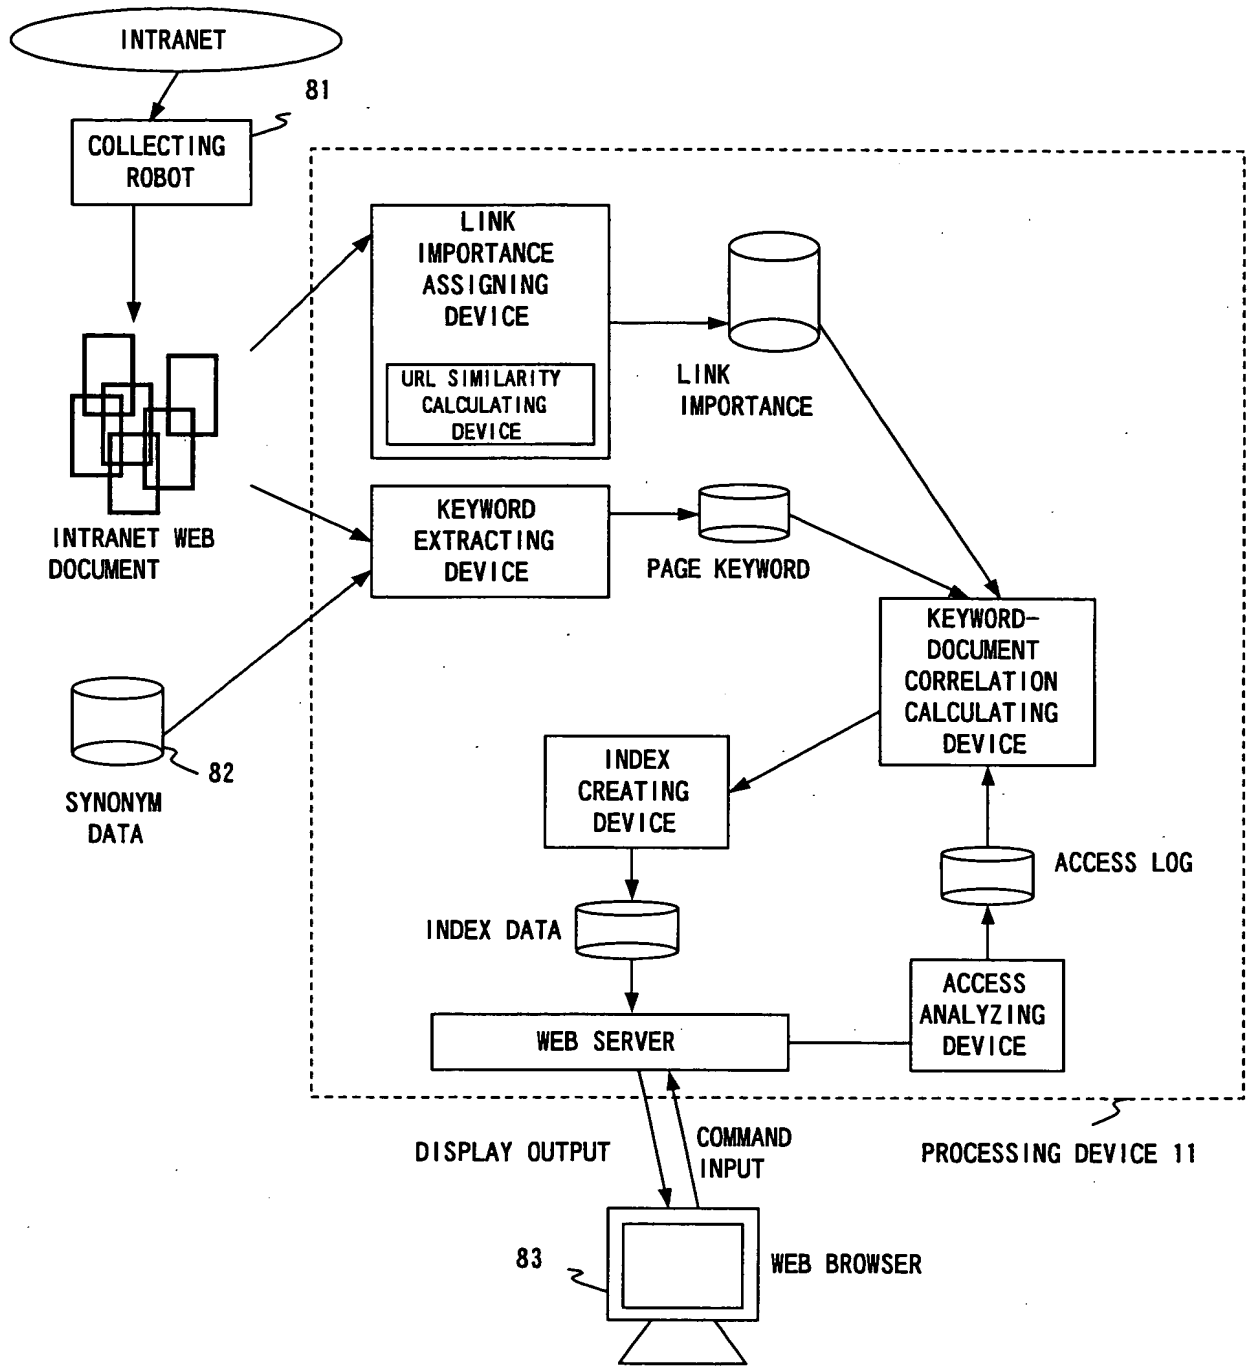 INTRANET
81
COLLECTING
ROBOT
LINK
IMPORTANCE
ASSIGNING
DEVICE
URL SIMILARITY
CALCULATING
DEVICE
LINK
IMPORTANCE
INTRANET WEB
DOCUMENT
KEYWORD
EXTRACTING
DEVICE
PAGE KEYWORD
KEYWORD-
DOCUMENT
CORRELATION
CALCULATING
DEVICE
82
SYNONYM
DATA
INDEX
CREATING
DEVICE
ACCESS LOG
INDEX DATA
ACCESS
ANALYZING
DEVICE
WEB SERVER
DISPLAY OUTPUT
COMMAND
INPUT
PROCESSING DEVICE 11
83
WEB BROWSER